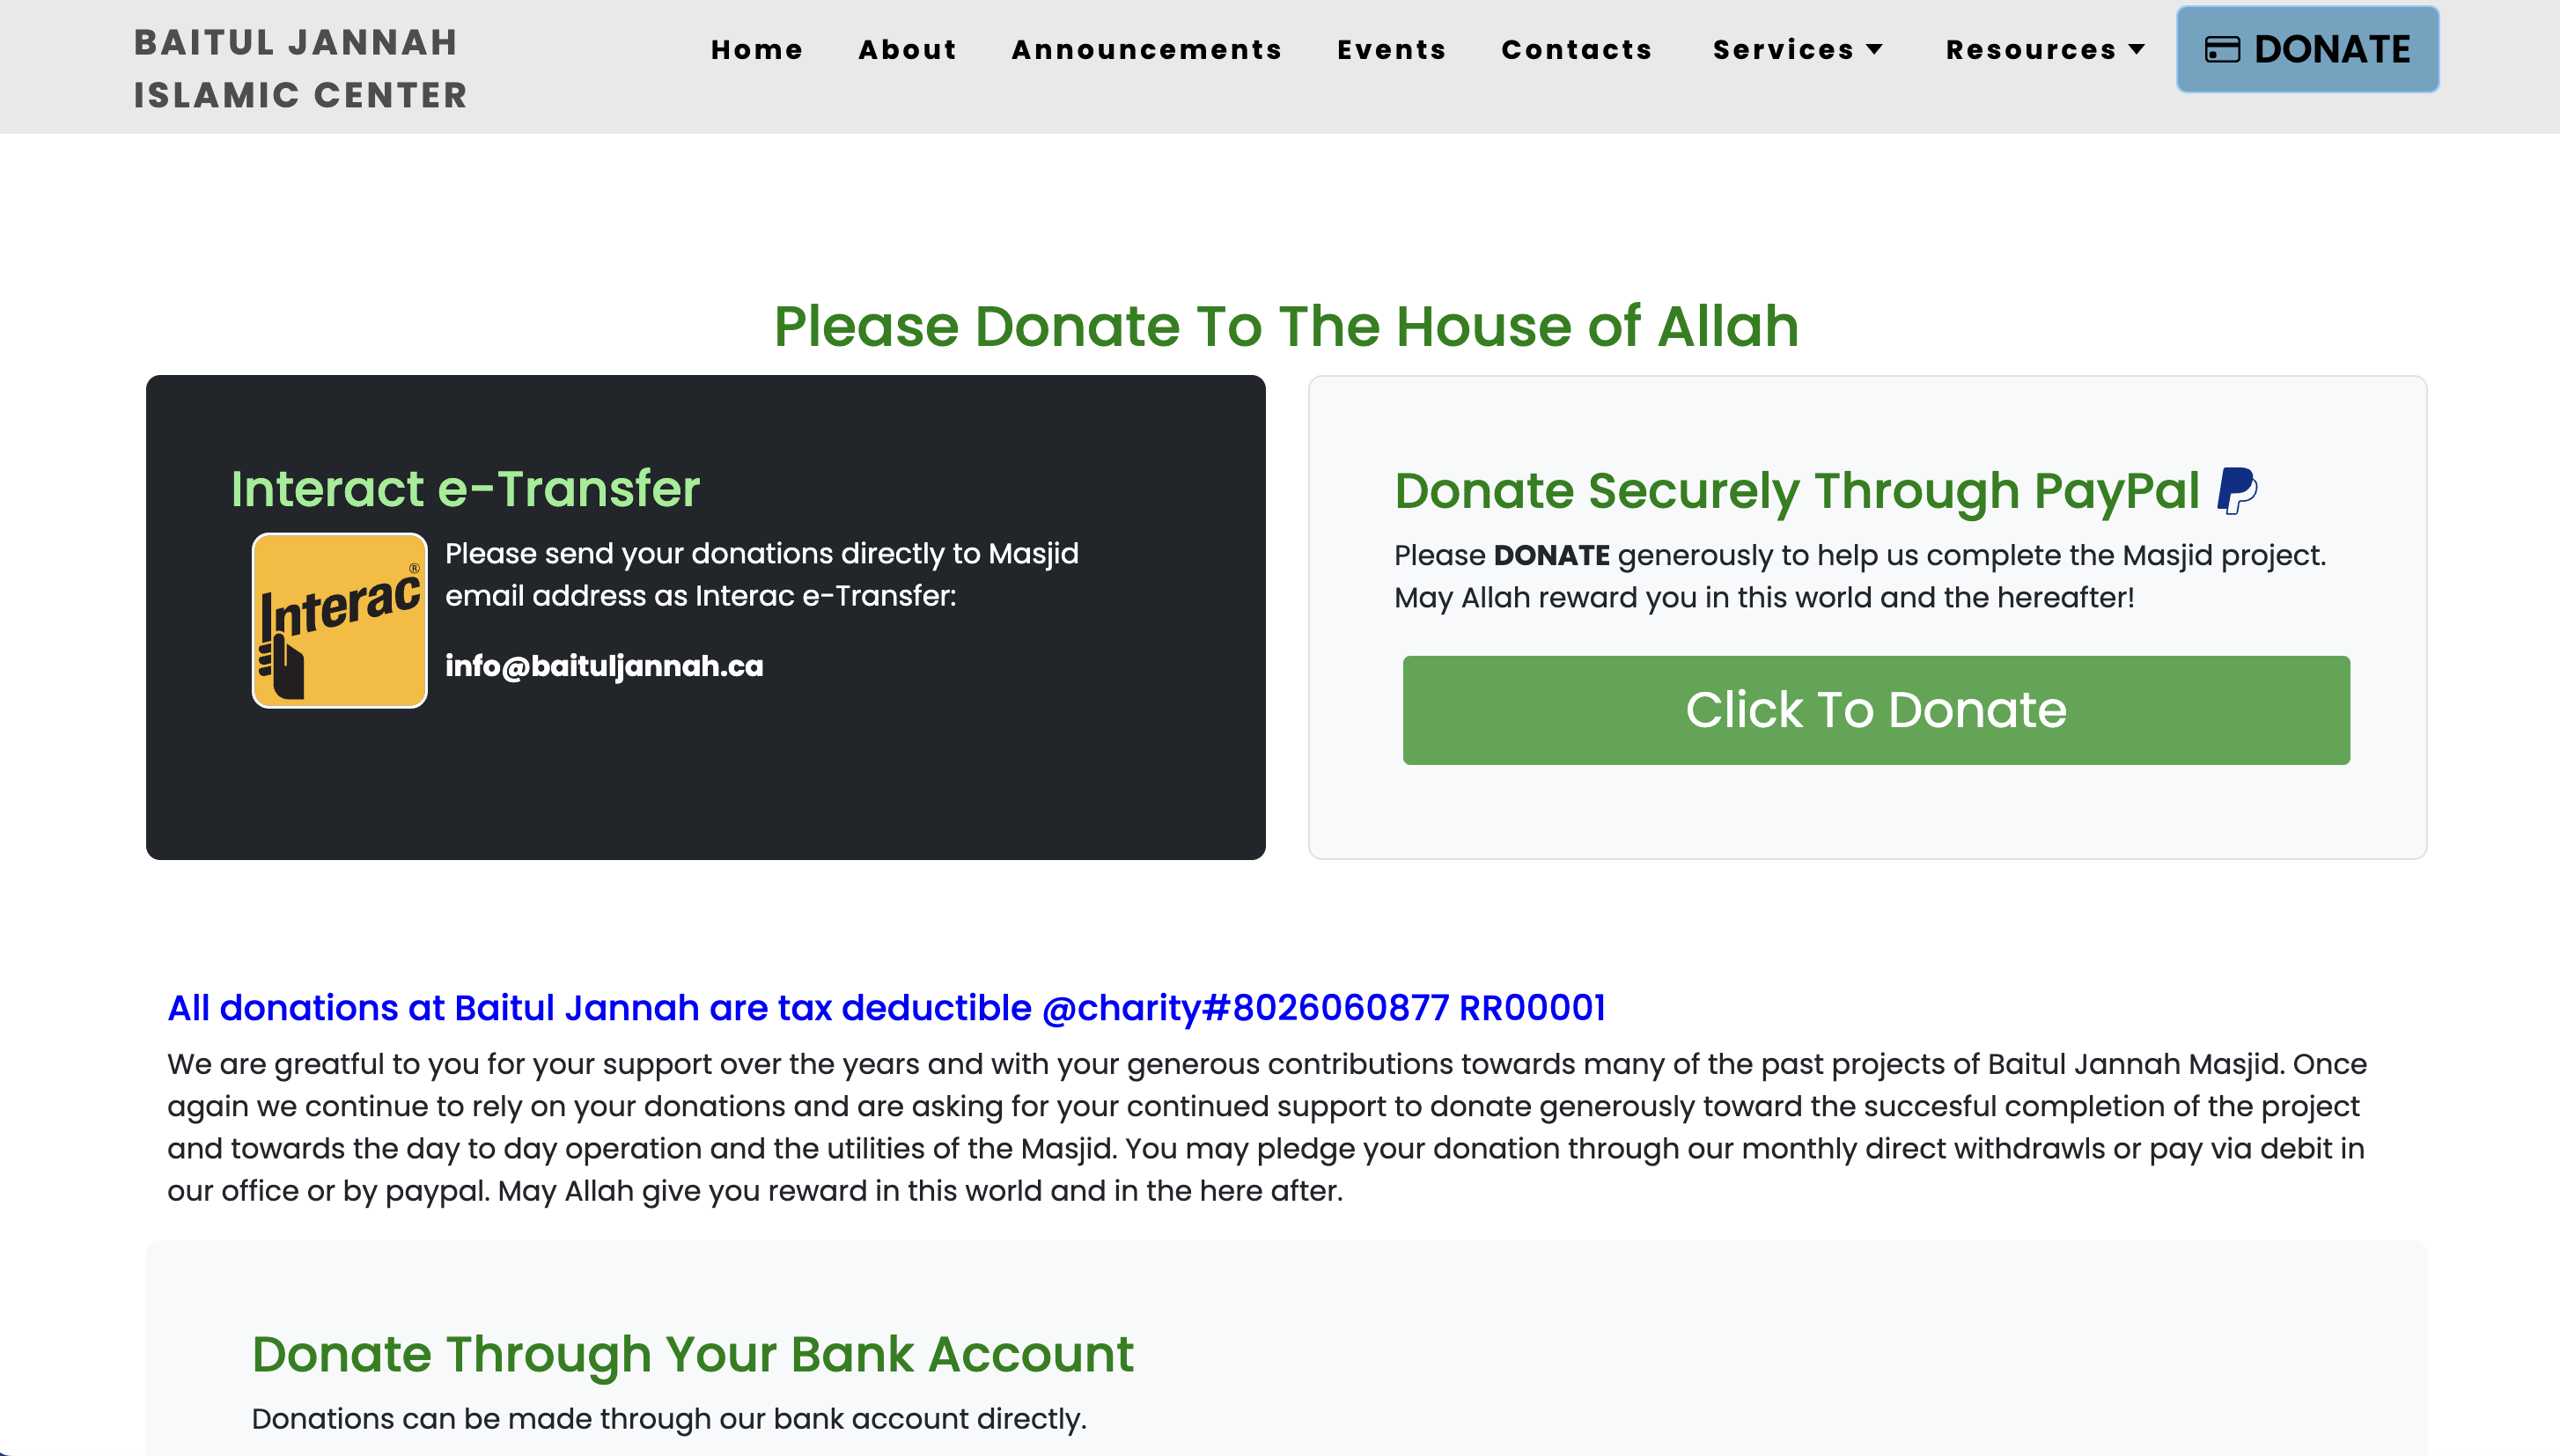 BAITUL JANNAH
ISLAMIC CENTER
Home About Announcements Events Contacts Services Resources DONATE
Please Donate To The House of Allah
Interact e-Transfer
Interac®
Please send your donations directly to Masjid
email address as Interac e-Transfer:
info@baituljannah.ca
Donate Securely Through PayPal
Please DONATE generously to help us complete the Masjid project.
May Allah reward you in this world and the hereafter!
Click To Donate
All donations at Baitul Jannah are tax deductible @charity#8026060877 RR00001
We are greatful to you for your support over the years and with your generous contributions towards many of the past projects of Baitul Jannah Masjid. Once
again we continue to rely on your donations and are asking for your continued support to donate generously toward the succesful completion of the project
and towards the day to day operation and the utilities of the Masjid. You may pledge your donation through our monthly direct withdrawls or pay via debit in
our office or by paypal. May Allah give you reward in this world and in the here after.
Donate Through Your Bank Account
Donations can be made through our bank account directly.